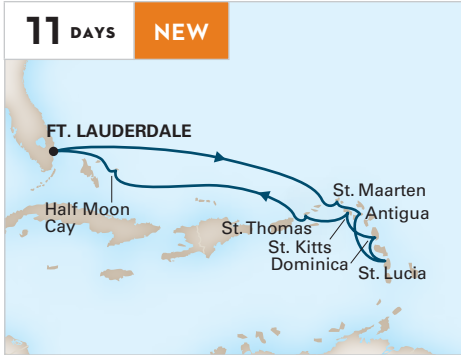 11 DAYS
NEW
FT. LAUDERDALE
St. Maarten
Half Moon
Cay
Antigua
St. Thomas
St. Kitts
Dominica
St. Lucia